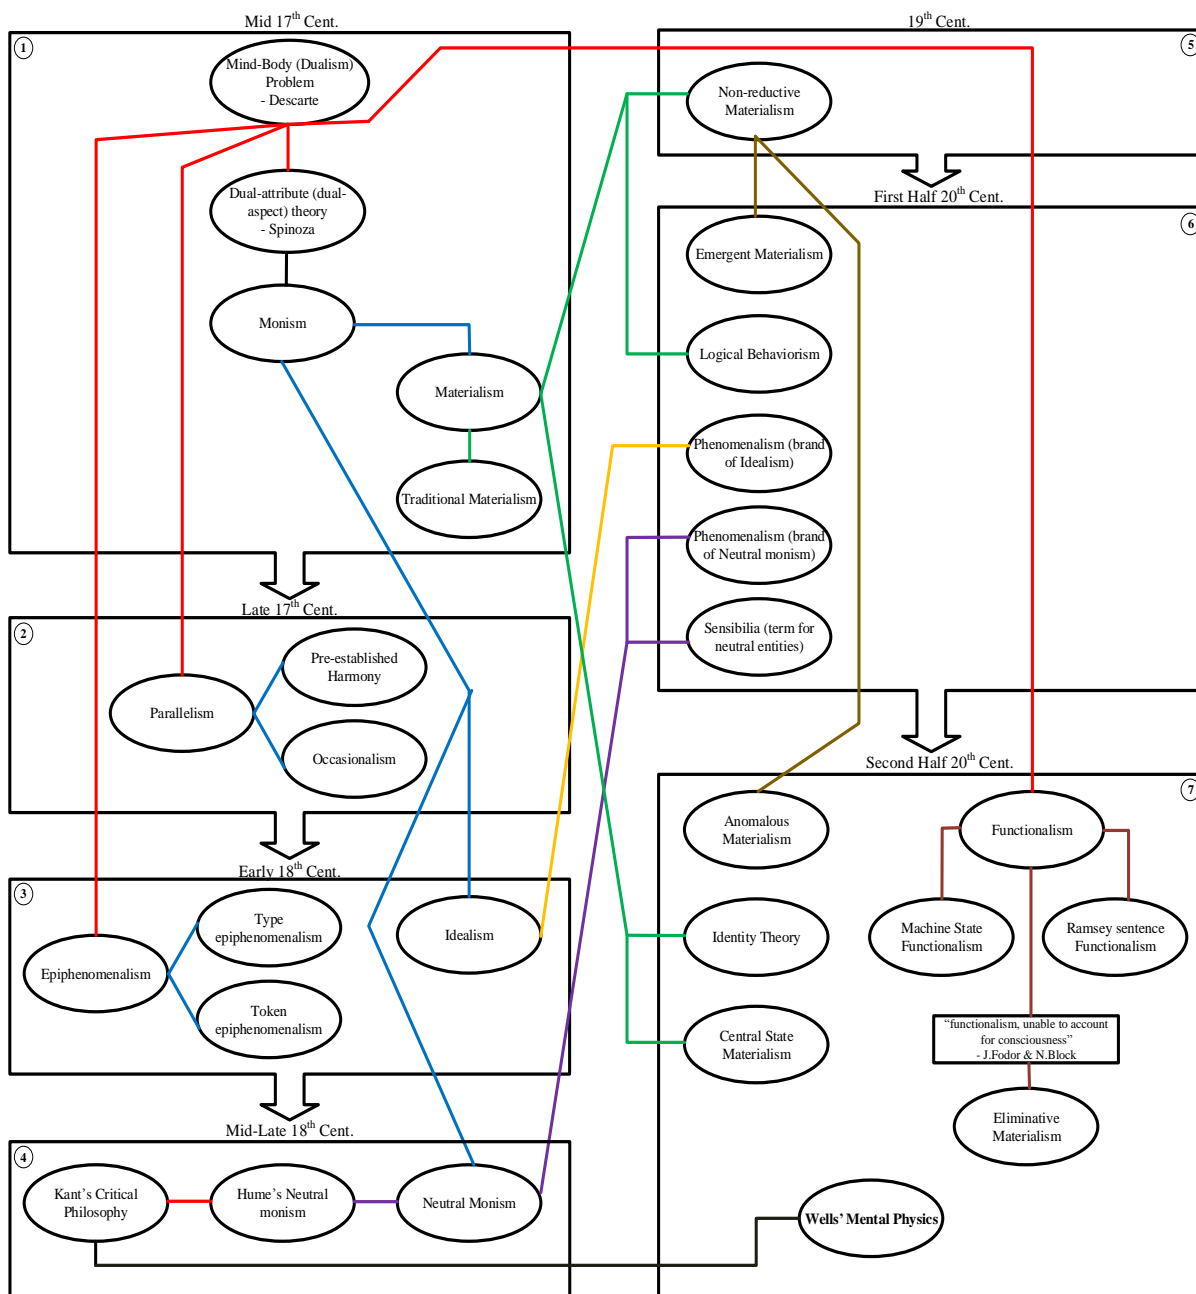 Mid 17th Cent.
1
Mind-Body (Dualism)
Problem
- Descarte
Dual-attribute (dual-
aspect) theory
- Spinoza
Monism
Materialism
Traditional Materialism
Late 17th Cent.
2
Pre-established
Harmony
Parallelism
Occasionalism
Early 18th Cent.
3
Type
epiphenomenalism
Idealism
Epiphenomenalism
Token
epiphenomenalism
Mid-Late 18th Cent.
4
Kant's Critical
Philosophy
Hume's Neutral
monism
Neutral Monism
19th Cent.
5
Non-reductive
Materialism
First Half 20th Cent.
6
Emergent Materialism
Logical Behaviorism
Phenomenalism (brand
of Idealism)
Phenomenalism (brand
of Neutral monism)
Sensibilia (term for
neutral entities)
Second Half 20th Cent.
7
Anomalous
Materialism
Functionalism
Identity Theory
Machine State
Functionalism
Ramsey sentence
Functionalism
Central State
Materialism
“functionalism, unable to account
for consciousness”
- J.Fodor & N.Block
Eliminative
Materialism
Wells' Mental Physics